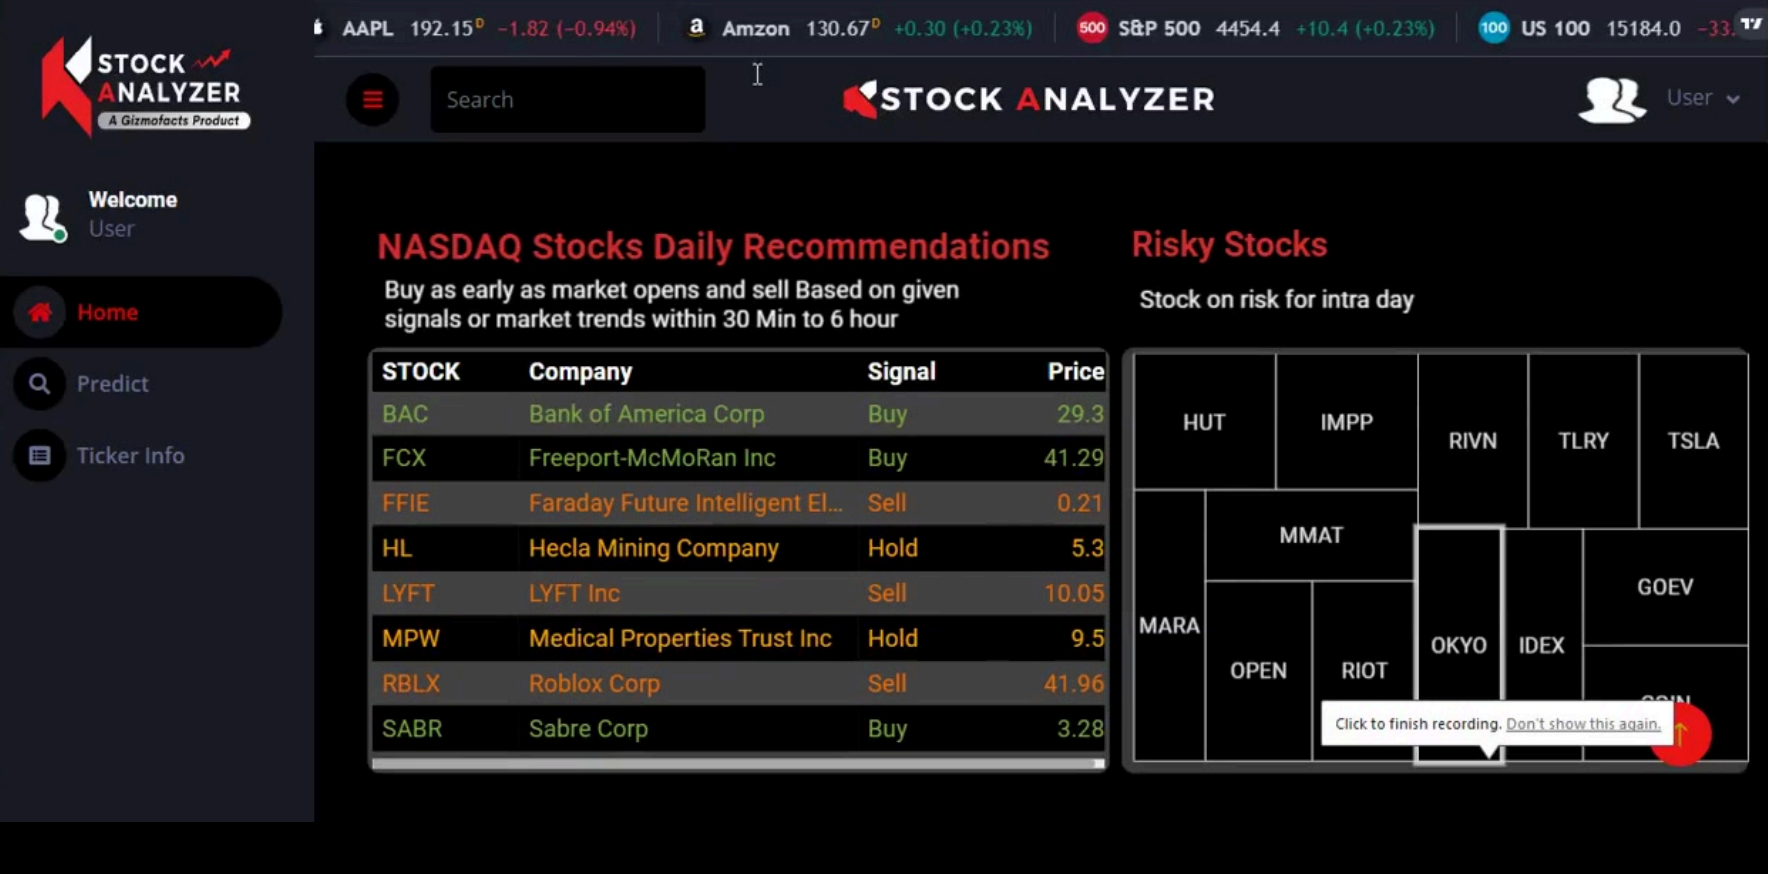 AAPL 192.15 D −1.82 (−0.94%) a Amzon 130.67 D +0.30 (+0.23%) 500 S&P 500 4454.4 +10.4 (+0.23%) 100 US 100 15184.0 −33.
STOCK
ANALYZER
A Gizmofacts Product
Search
STOCK ANALYZER
User
Welcome
User
Home
Predict
Ticker Info
NASDAQ Stocks Daily Recommendations
Buy as early as market opens and sell Based on given
signals or market trends within 30 Min to 6 hour
STOCK Company Signal Price
BAC Bank of America Corp Buy 29.3
FCX Freeport-McMoRan Inc Buy 41.29
FFIE Faraday Future Intelligent El... Sell 0.21
HL Hecla Mining Company Hold 5.3
LYFT LYFT Inc Sell 10.05
MPW Medical Properties Trust Inc Hold 9.5
RBLX Roblox Corp Sell 41.96
SABR Sabre Corp Buy 3.28
Risky Stocks
Stock on risk for intra day
HUT IMPP RIVN TLRY TSLA
MMAT
GOEV
MARA OKYO IDEX
OPEN RIOT
COIN
Click to finish recording. Don't show this again.